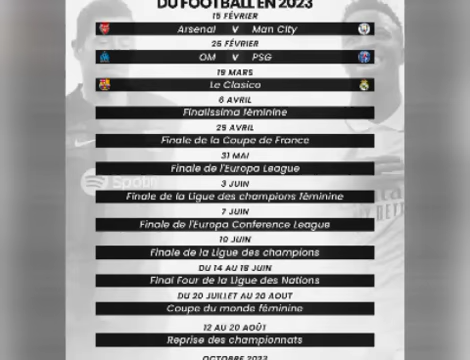 DU FOOTBALL EN 2023
15 FÉVRIER
Arsenal v Man City
26 FÉVRIER
OM v PSG
19 MARS
Le Clasico
6 AVRIL
Finalissima féminine
29 AVRIL
Finale de la Coupe de France
31 MAI
Finale de l'Europa League
3 JUIN
Finale de la Ligue des champions féminine
7 JUIN
Finale de l'Europa Conference League
10 JUIN
Finale de la Ligue des champions
DU 14 AU 18 JUIN
Final Four de la Ligue des Nations
DU 20 JUILLET AU 20 AOUT
Coupe du monde féminine
12 AU 20 AOÛT
Reprise des championnats
OCTOBRE 2023